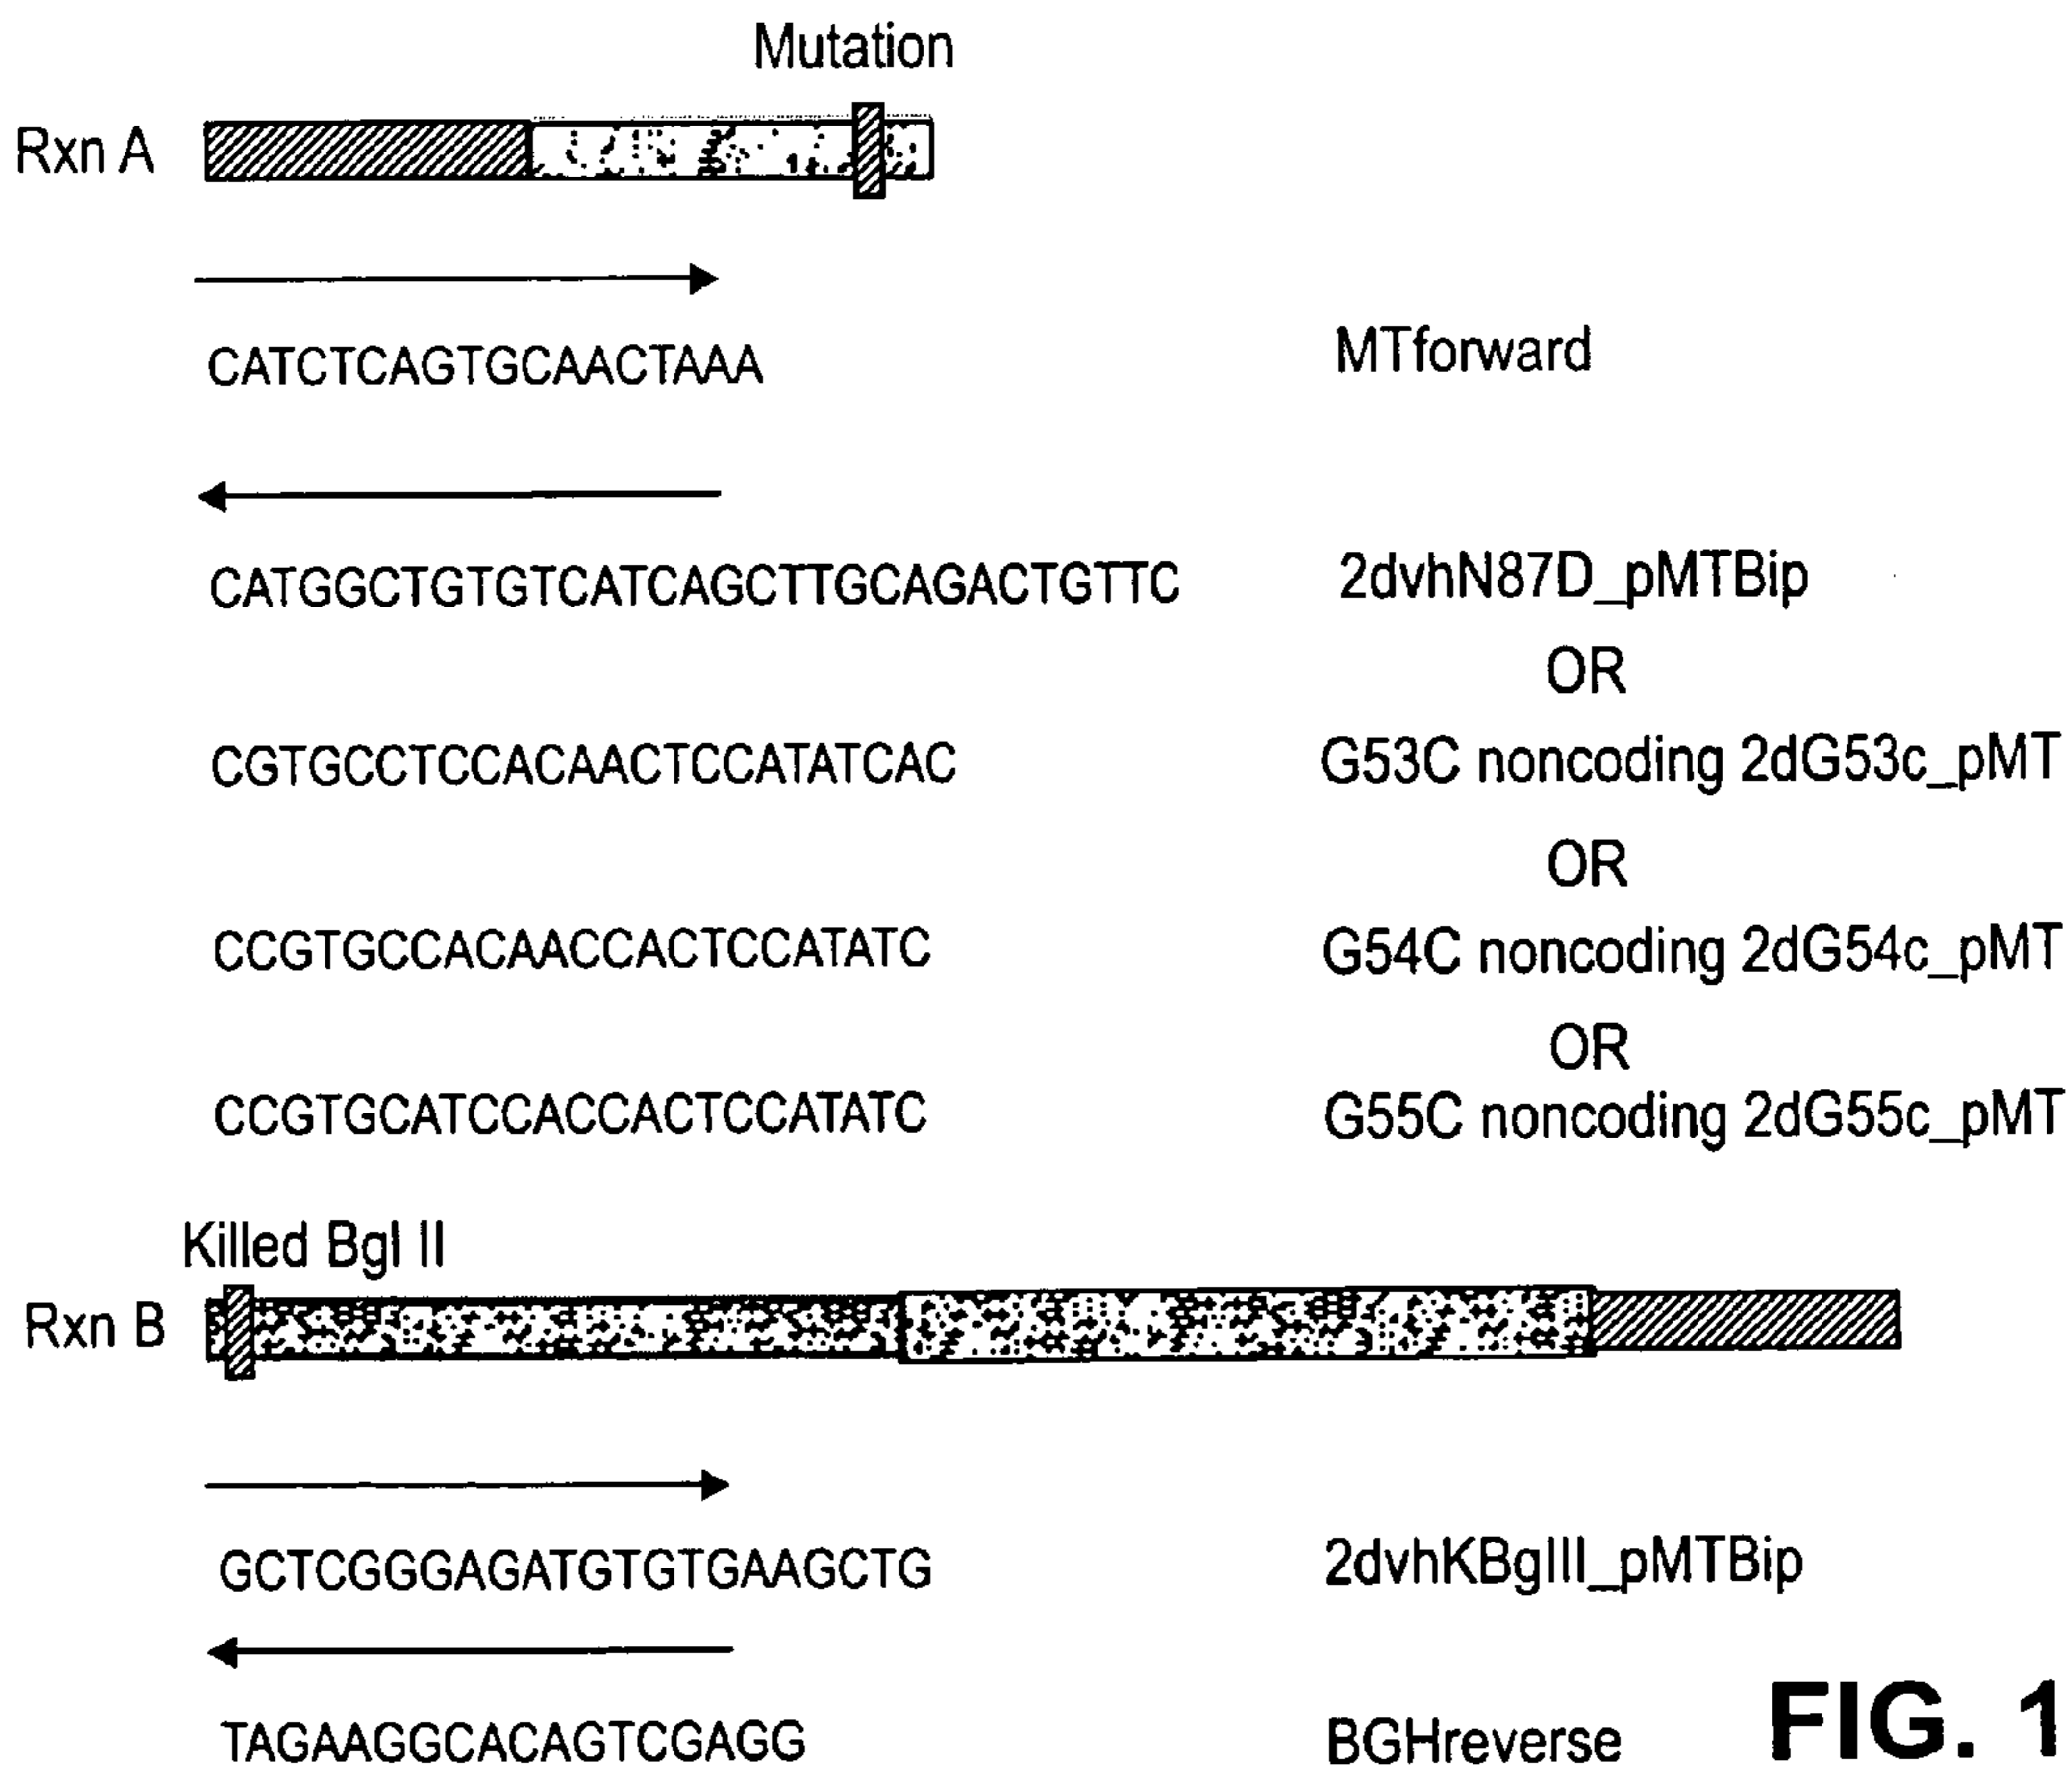 Mutation
Rxn A
CATCTCAGTGCAACTAAA MTforward
CATGGCTGTGTCATCAGCTTGCAGACTGTTC 2dvhN87D_pMTBip
OR
CGTGCCTCCACAACTCCATATCAC G53C noncoding 2dG53c_pMT
OR
CCGTGCCACAACCACTCCATATC G54C noncoding 2dG54c_pMT
OR
CCGTGCATCCACCACTCCATATC G55C noncoding 2dG55c_pMT
Killed Bgl II
Rxn B
GCTCGGGAGATGTGTGAAGCTG 2dvhKBglII_pMTBip
TAGAAGGCACAGTCGAGG BGHreverse
FIG. 1